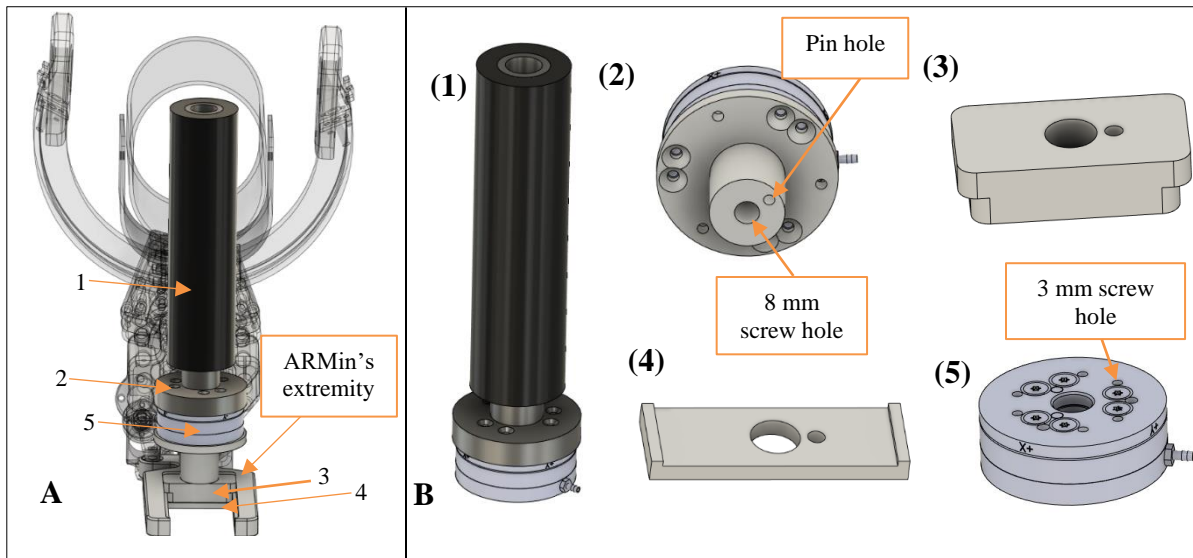 1
2
5
ARMin's
extremity
3
4
A
(1)
B
(2)
X+
Pin hole
8 mm
screw hole
(3)
(4)
3 mm screw
hole
(5)
X+
Y+